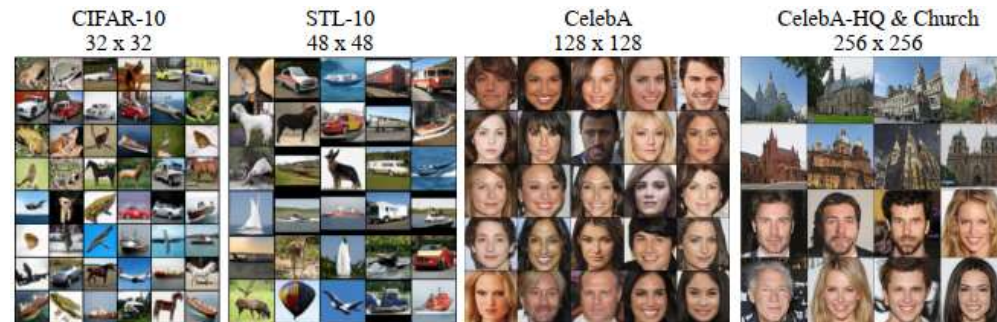 CIFAR-10
32 x 32
STL-10
48 x 48
CelebA
128 x 128
CelebA-HQ & Church
256 x 256